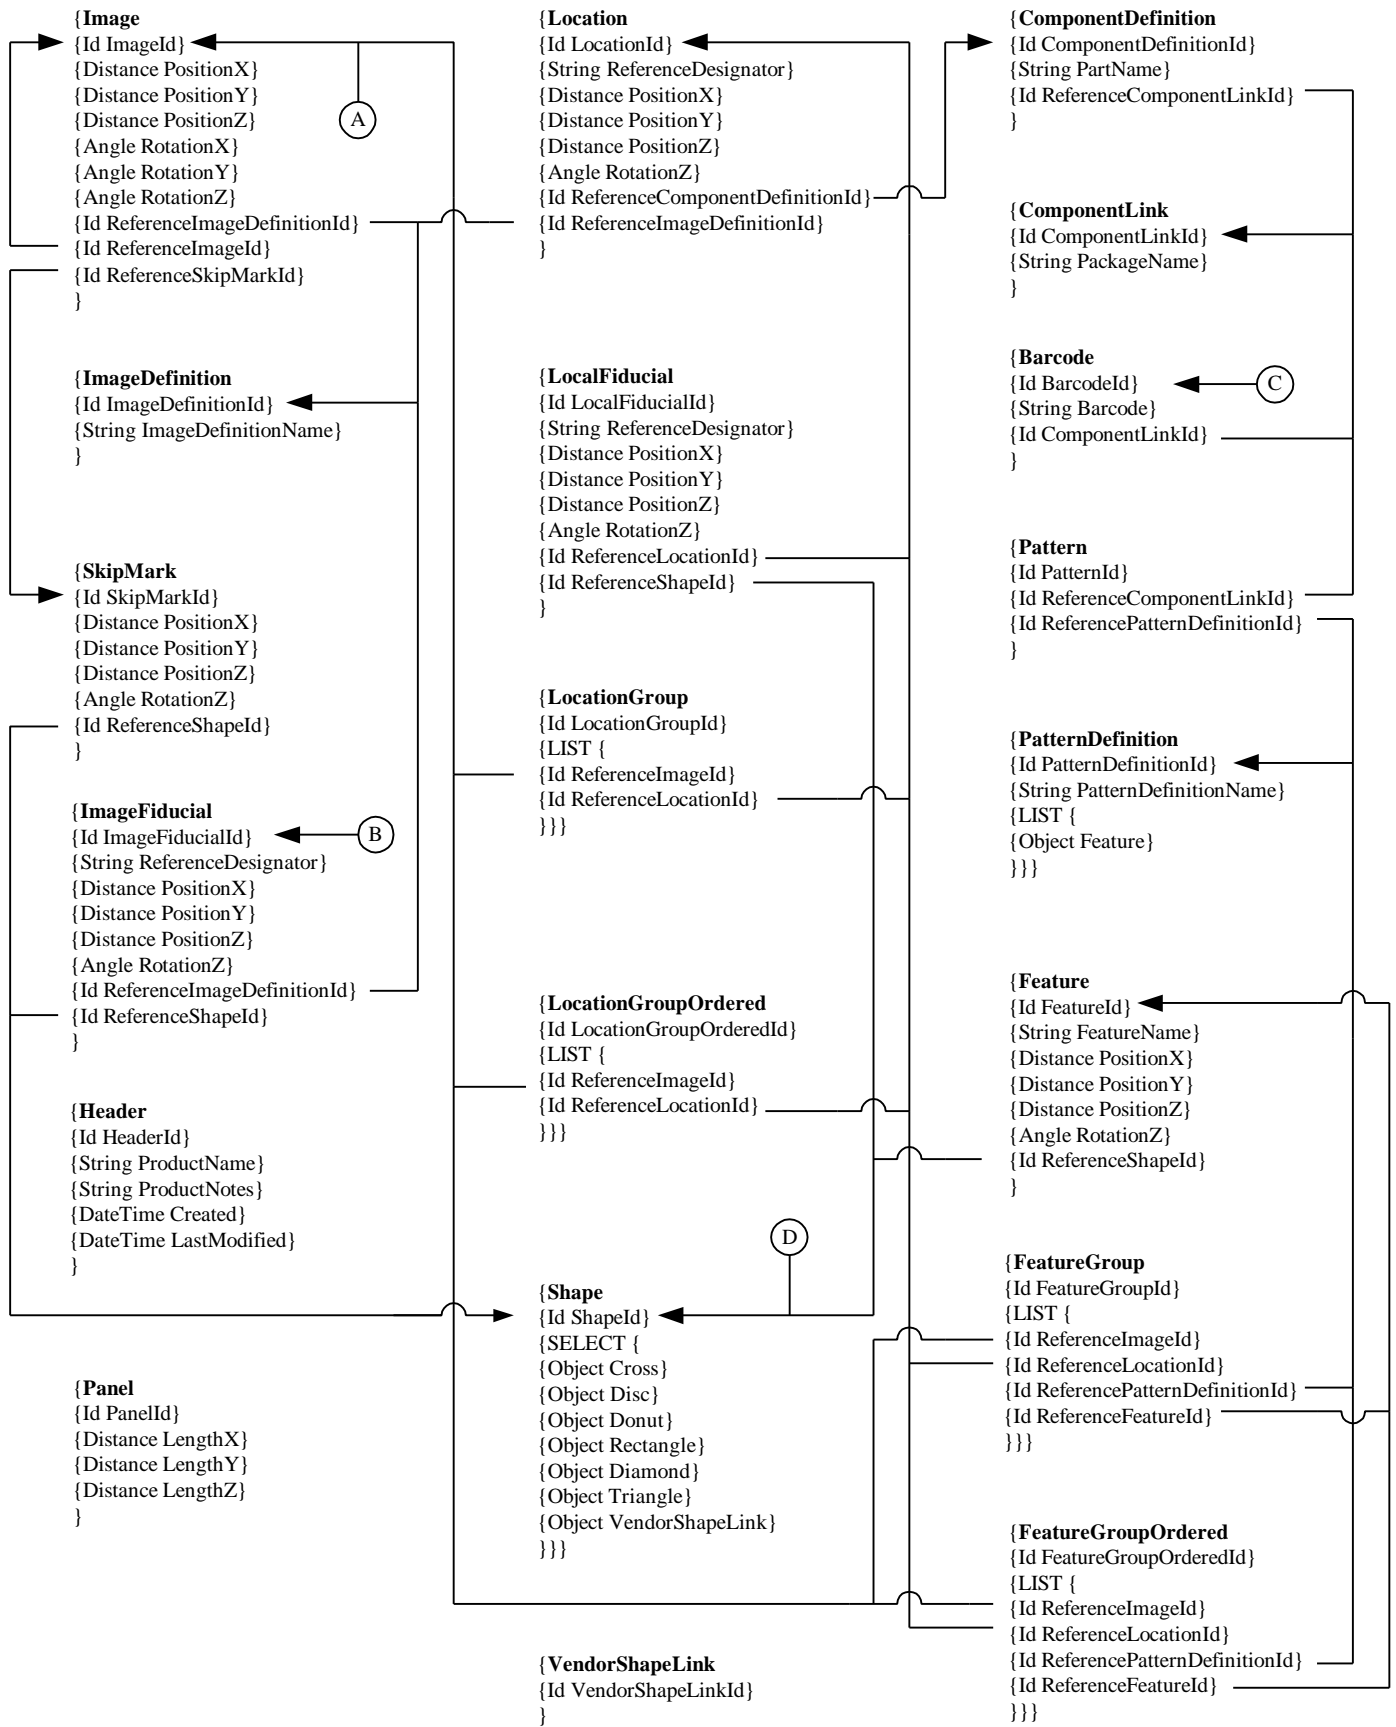 {Image
{Id ImageId}
{Distance PositionX}
{Distance PositionY}
{Distance PositionZ}
{Angle RotationX}
{Angle RotationY}
{Angle RotationZ}
{Id ReferenceImageDefinitionId}
{Id ReferenceImageId}
{Id ReferenceSkipMarkId}
}
A
{ImageDefinition
{Id ImageDefinitionId}
{String ImageDefinitionName}
}
{SkipMark
{Id SkipMarkId}
{Distance PositionX}
{Distance PositionY}
{Distance PositionZ}
{Angle RotationZ}
{Id ReferenceShapeId}
}
{ImageFiducial
{Id ImageFiducialId}
B
{String ReferenceDesignator}
{Distance PositionX}
{Distance PositionY}
{Distance PositionZ}
{Angle RotationZ}
{Id ReferenceImageDefinitionId}
{Id ReferenceShapeId}
}
{Header
{Id HeaderId}
{String ProductName}
{String ProductNotes}
{DateTime Created}
{DateTime LastModified}
}
{Panel
{Id PanelId}
{Distance LengthX}
{Distance LengthY}
{Distance LengthZ}
}
{Location
{Id LocationId}
{String ReferenceDesignator}
{Distance PositionX}
{Distance PositionY}
{Distance PositionZ}
{Angle RotationZ}
{Id ReferenceComponentDefinitionId}
{Id ReferenceImageDefinitionId}
}
{LocalFiducial
{Id LocalFiducialId}
{String ReferenceDesignator}
{Distance PositionX}
{Distance PositionY}
{Distance PositionZ}
{Angle RotationZ}
{Id ReferenceLocationId}
{Id ReferenceShapeId}
}
{LocationGroup
{Id LocationGroupId}
{LIST {
{Id ReferenceImageId}
{Id ReferenceLocationId}
}}}
{LocationGroupOrdered
{Id LocationGroupOrderedId}
{LIST {
{Id ReferenceImageId}
{Id ReferenceLocationId}
}}}
D
{Shape
{Id ShapeId}
{SELECT {
{Object Cross}
{Object Disc}
{Object Donut}
{Object Rectangle}
{Object Diamond}
{Object Triangle}
{Object VendorShapeLink}
}}}
{VendorShapeLink
{Id VendorShapeLinkId}
}
{ComponentDefinition
{Id ComponentDefinitionId}
{String PartName}
{Id ReferenceComponentLinkId}
}
{ComponentLink
{Id ComponentLinkId}
{String PackageName}
}
{Barcode
{Id BarcodeId}
C
{String Barcode}
{Id ComponentLinkId}
}
{Pattern
{Id PatternId}
{Id ReferenceComponentLinkId}
{Id ReferencePatternDefinitionId}
}
{PatternDefinition
{Id PatternDefinitionId}
{String PatternDefinitionName}
{LIST {
{Object Feature}
}}}
{Feature
{Id FeatureId}
{String FeatureName}
{Distance PositionX}
{Distance PositionY}
{Distance PositionZ}
{Angle RotationZ}
{Id ReferenceShapeId}
}
{FeatureGroup
{Id FeatureGroupId}
{LIST {
{Id ReferenceImageId}
{Id ReferenceLocationId}
{Id ReferencePatternDefinitionId}
{Id ReferenceFeatureId}
}}}
{FeatureGroupOrdered
{Id FeatureGroupOrderedId}
{LIST {
{Id ReferenceImageId}
{Id ReferenceLocationId}
{Id ReferencePatternDefinitionId}
{Id ReferenceFeatureId}
}}}